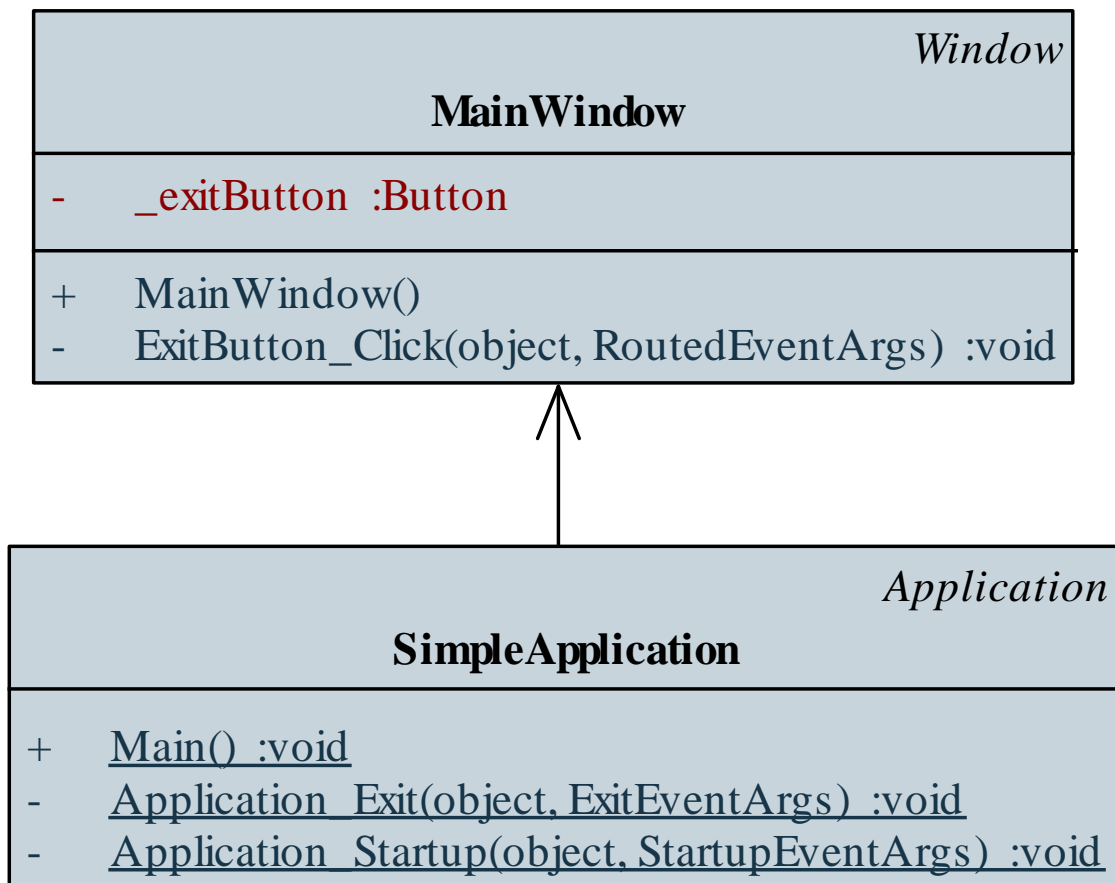 Window
MainWindow
- _exitButton :Button
+ MainWindow()
- ExitButton_Click(object, RoutedEventArgs) :void
Application
SimpleApplication
+ Main() :void
- Application_Exit(object, ExitEventArgs) :void
- Application_Startup(object, StartupEventArgs) :void